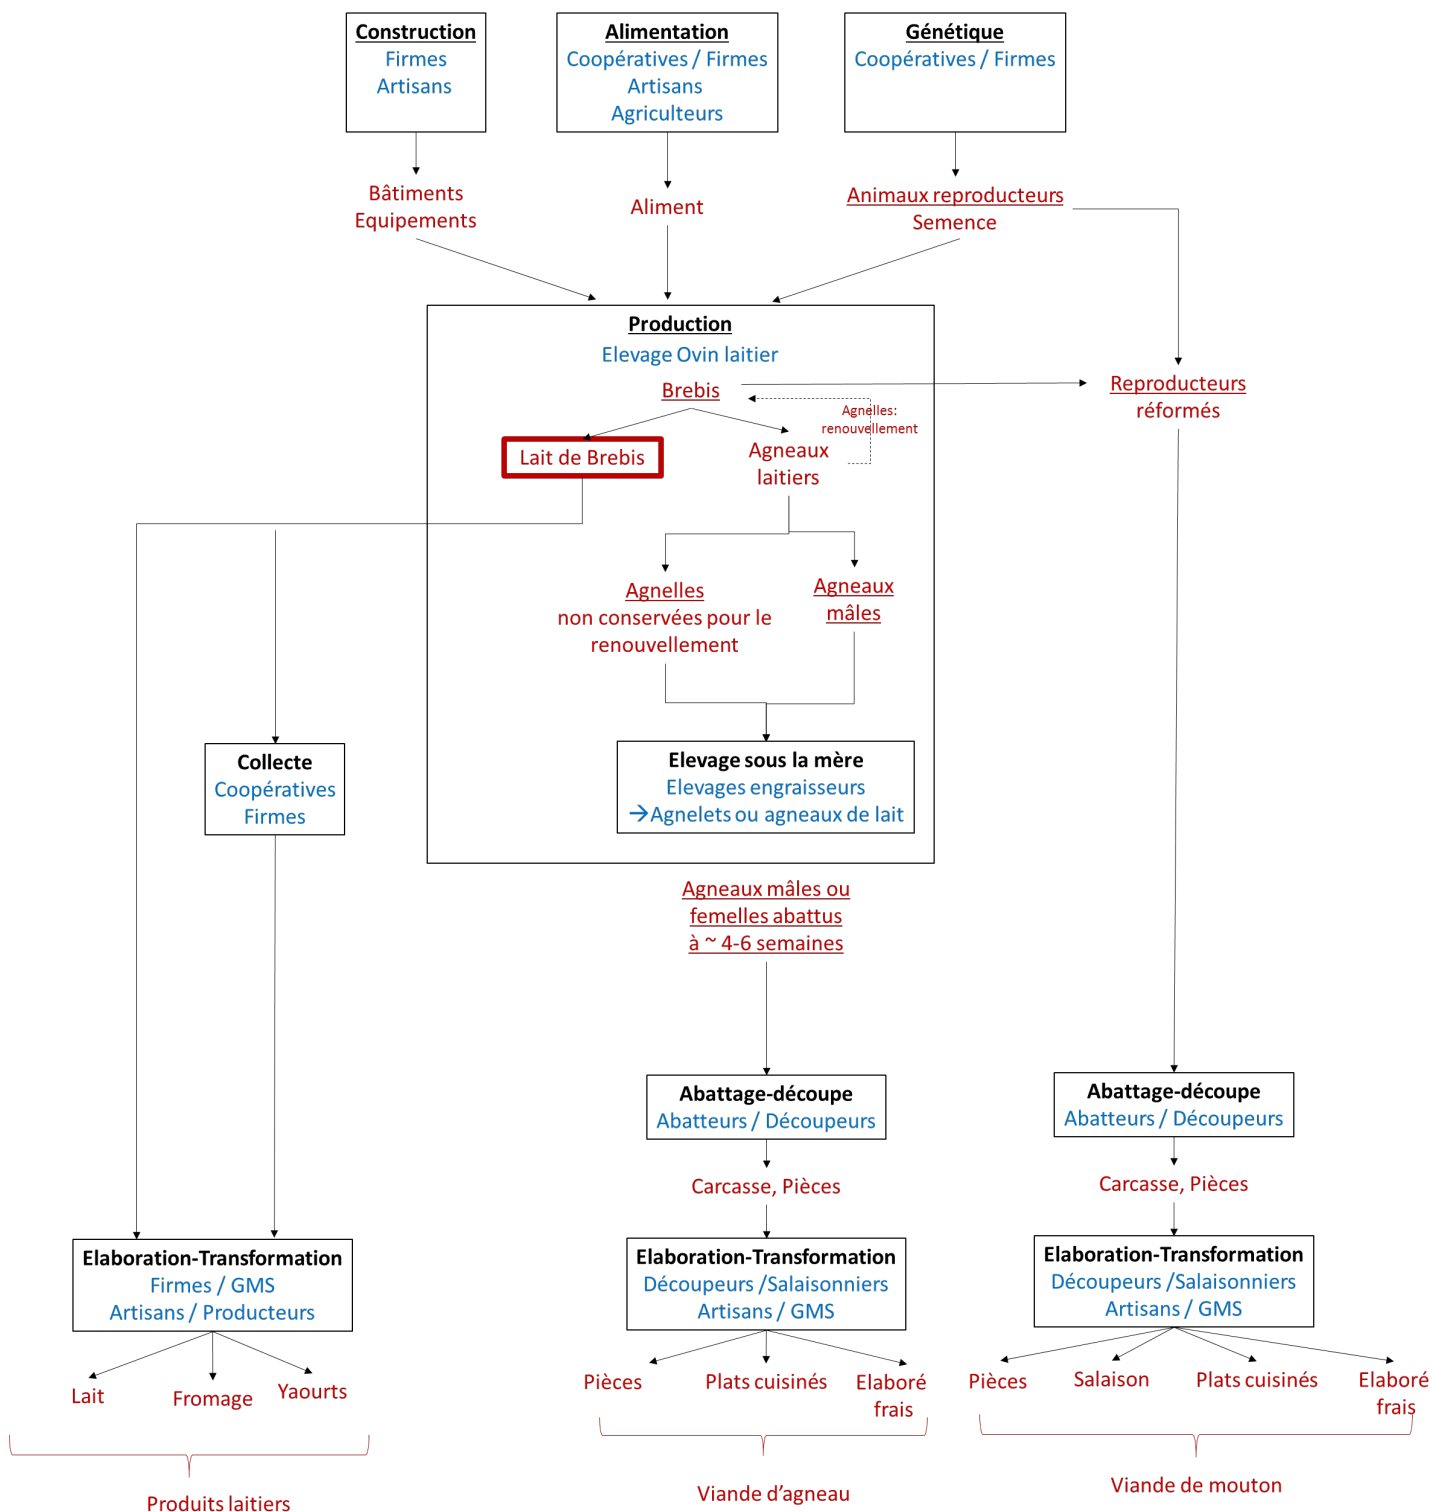 Construction
Firmes
Artisans
Alimentation
Coopératives / Firmes
Artisans
Agriculteurs
Génétique
Coopératives / Firmes
Bâtiments
Equipements
Aliment
Animaux reproducteurs
Semence
Production
Elevage Ovin laitier
Brebis
Agnelles:
renouvellement
Reproducteurs
réformés
Lait de Brebis
Agneaux
laitiers
Agnelles
non conservées pour le
renouvellement
Agneaux
mâles
Elevage sous la mère
Elevages engraisseurs
→Agnelets ou agneaux de lait
Collecte
Coopératives
Firmes
Agneaux mâles ou
femelles abattus
à ~ 4-6 semaines
Abattage-découpe
Abatteurs / Découpeurs
Abattage-découpe
Abatteurs / Découpeurs
Carcasse, Pièces
Carcasse, Pièces
Elaboration-Transformation
Firmes / GMS
Artisans / Producteurs
Elaboration-Transformation
Découpeurs /Salaisonniers
Artisans / GMS
Elaboration-Transformation
Découpeurs /Salaisonniers
Artisans / GMS
Lait
Fromage
Yaourts
Pièces
Plats cuisinés
Elaboré
frais
Pièces
Salaison
Plats cuisinés
Elaboré
frais
Produits laitiers
Viande d'agneau
Viande de mouton